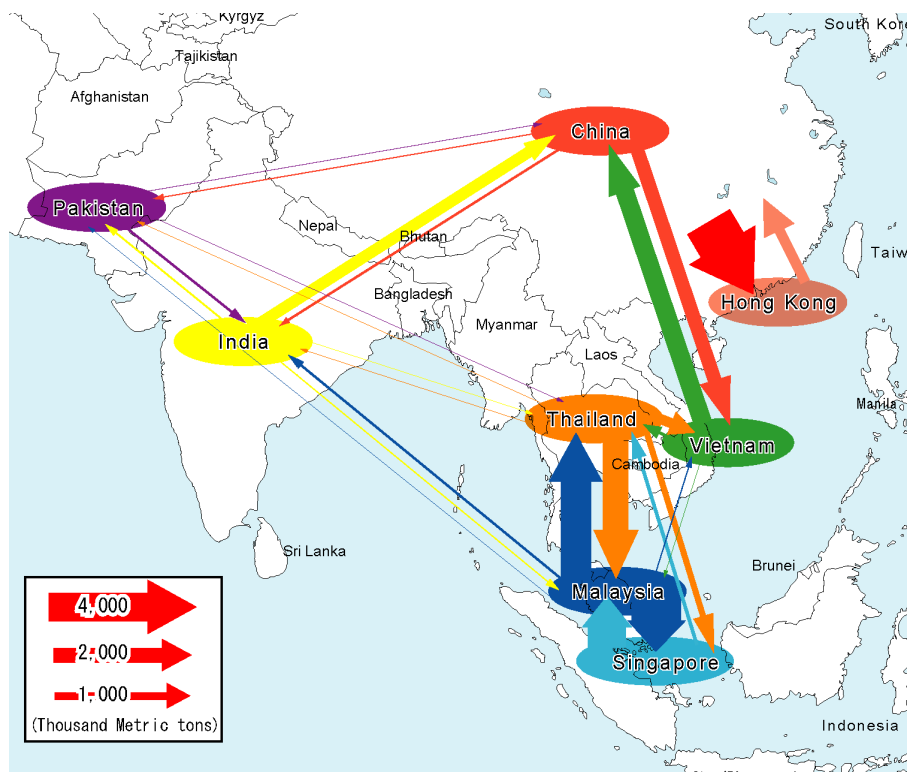 Kyrgyz
South Kore
Tajikistan
Afghanistan
China
Pakistan
Nepal
Bhutan
Taiw
Bangladesh
Hong Kong
Myanmar
India
Laos
Manila
Thailand
Vietnam
Cambodia
Sri Lanka
Brunei
Malaysia
Singapore
Indonesia
4,000
2,000
1,000
(Thousand Metric tons)